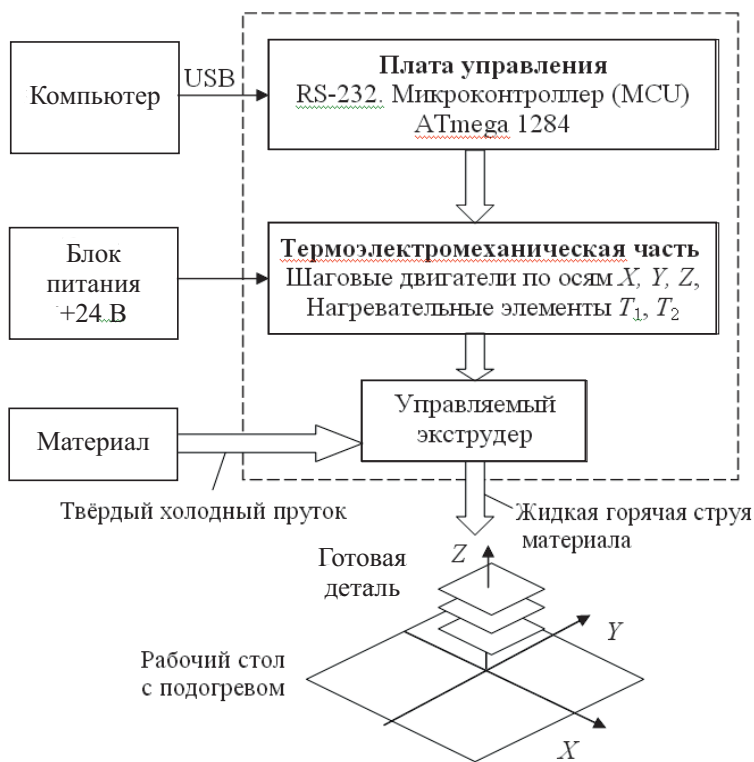 Компьютер
USB
Плата управления
RS-232. Микроконтроллер (MCU)
ATmega 1284
Блок
питания
+24 В
Термоэлектромеханическая часть
Шаговые двигатели по осям X, Y, Z,
Нагревательные элементы T1, T2
Материал
Управляемый
экструдер
Твёрдый холодный пруток
Жидкая горячая струя
материала
Готовая
деталь
Z
Y
Рабочий стол
с подогревом
X